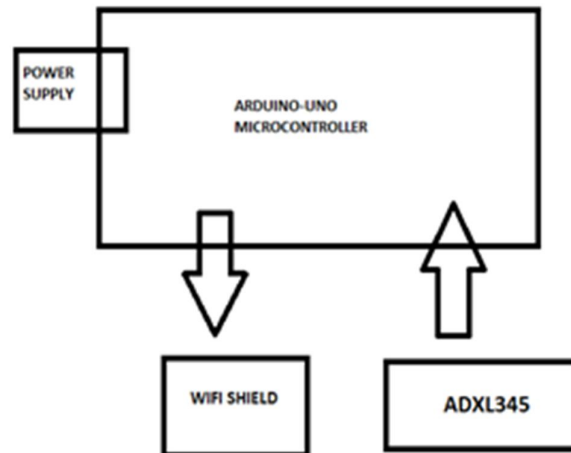 POWER
SUPPLY
ARDUINO-UNO
MICROCONTROLLER
WIFI SHIELD
ADXL345